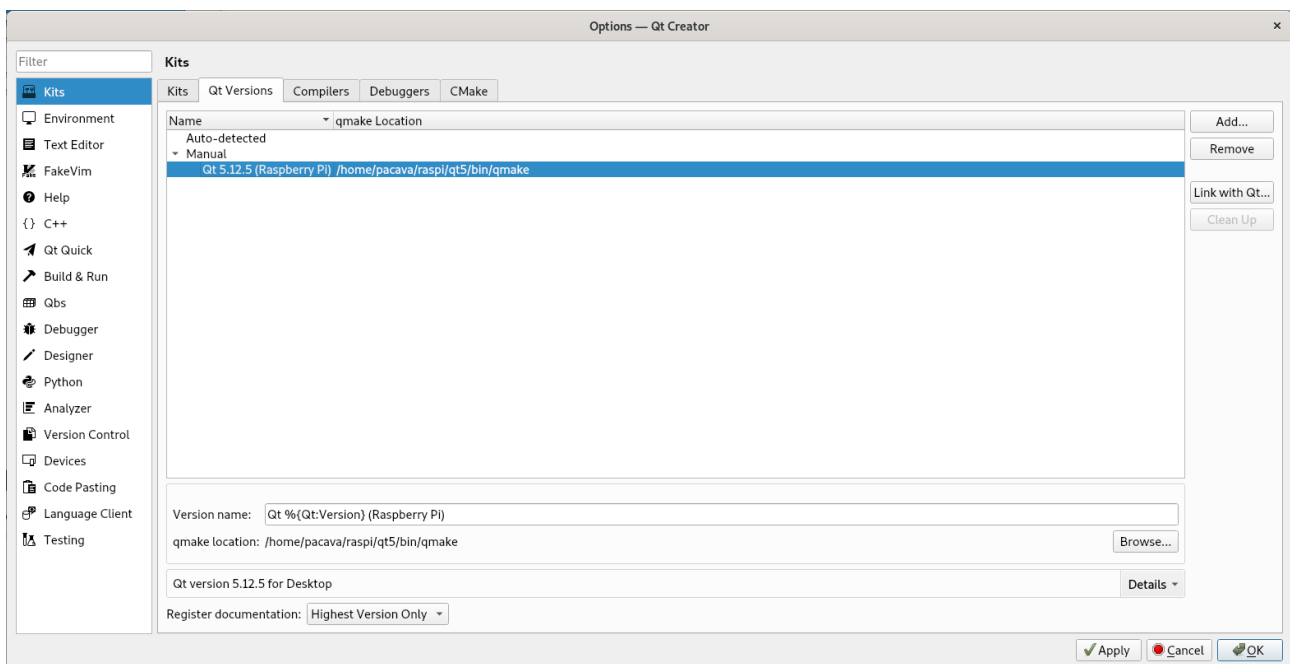 Options — Qt Creator
Filter
Kits
Environment
Text Editor
FakeVim
Help
C++
Qt Quick
Build & Run
Qbs
Debugger
Designer
Python
Analyzer
Version Control
Devices
Code Pasting
Language Client
Testing
Kits
Kits Qt Versions Compilers Debuggers CMake
Name qmake Location
Auto-detected
Manual
Qt 5.12.5 (Raspberry Pi) /home/pacava/raspi/qt5/bin/qmake
Add...
Remove
Link with Qt...
Clean Up
Version name: Qt %{Qt:Version} (Raspberry Pi)
qmake location: /home/pacava/raspi/qt5/bin/qmake Browse...
Qt version 5.12.5 for Desktop Details
Register documentation: Highest Version Only
Apply Cancel OK